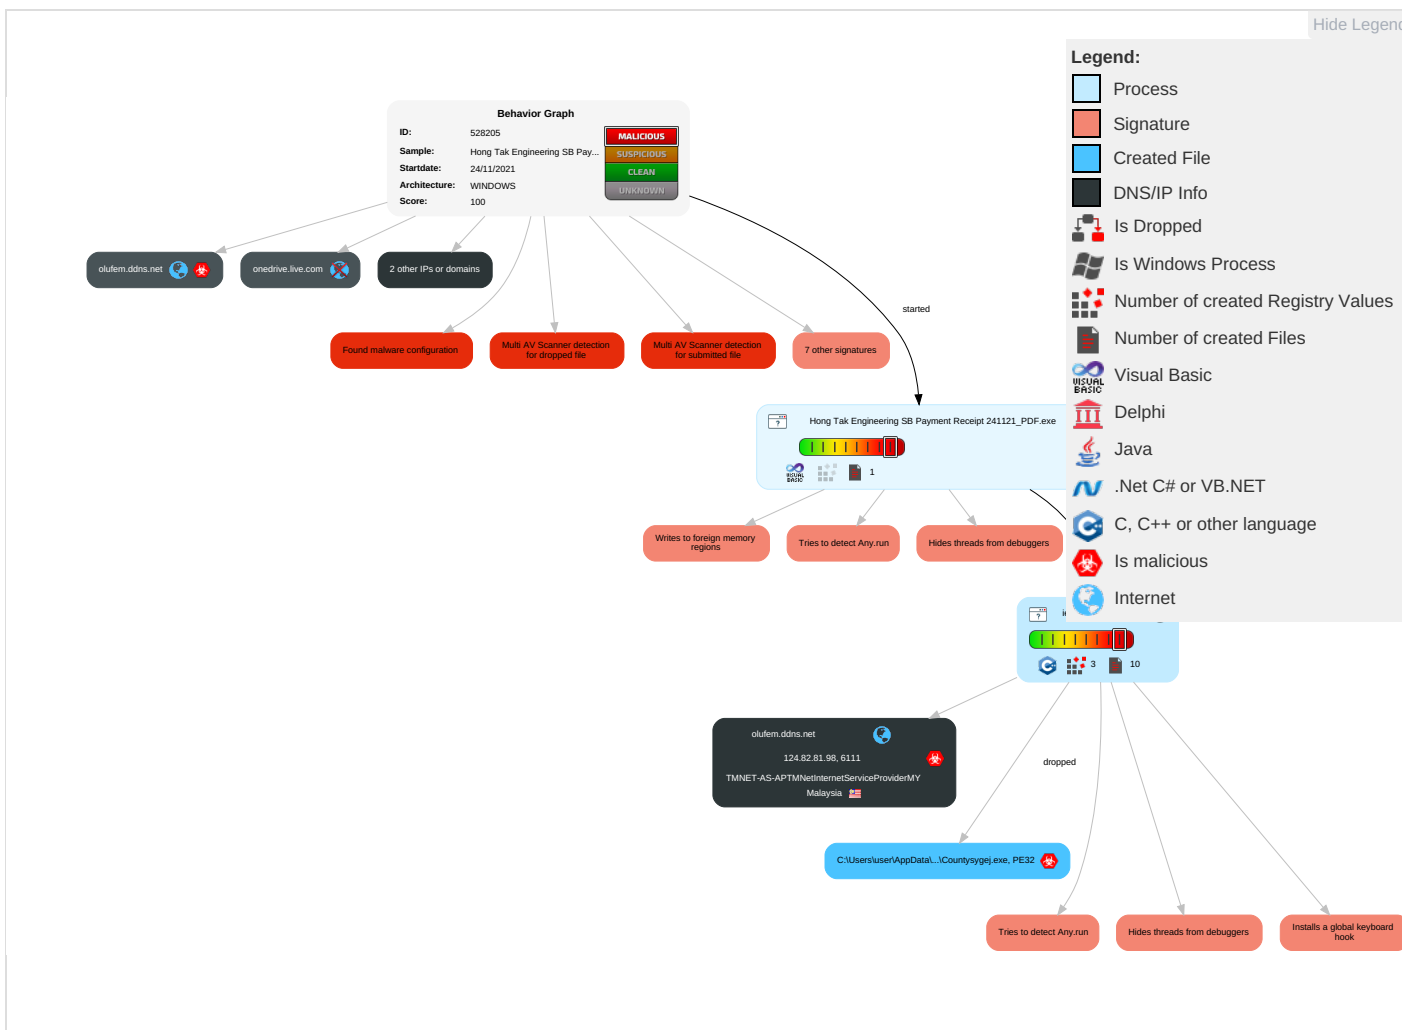 Hide Legend
Legend:
Process
Signature
Created File
DNS/IP Info
Is Dropped
Is Windows Process
Number of created Registry Values
Number of created Files
VISUAL BASIC
Visual Basic
Delphi
Java
.Net C# or VB.NET
C, C++ or other language
Is malicious
Internet
Behavior Graph
ID: 528205
Sample: Hong Tak Engineering SB Pay...
Startdate: 24/11/2021
Architecture: WINDOWS
Score: 100
MALICIOUS
SUSPICIOUS
CLEAN
UNKNOWN
olufem.ddns.net
onedrive.live.com
2 other IPs or domains
started
Found malware configuration
Multi AV Scanner detection
for dropped file
Multi AV Scanner detection
for submitted file
7 other signatures
Hong Tak Engineering SB Payment Receipt 241121_PDF.exe
VISUAL BASIC
1
Writes to foreign memory
regions
Tries to detect Any.run
Hides threads from debuggers
3
10
olufem.ddns.net
124.82.81.98, 6111
TMNET-AS-APTMNetInternetServiceProviderMY
Malaysia
dropped
C:\Users\user\AppData\...\Countysygej.exe, PE32
Tries to detect Any.run
Hides threads from debuggers
Installs a global keyboard
hook